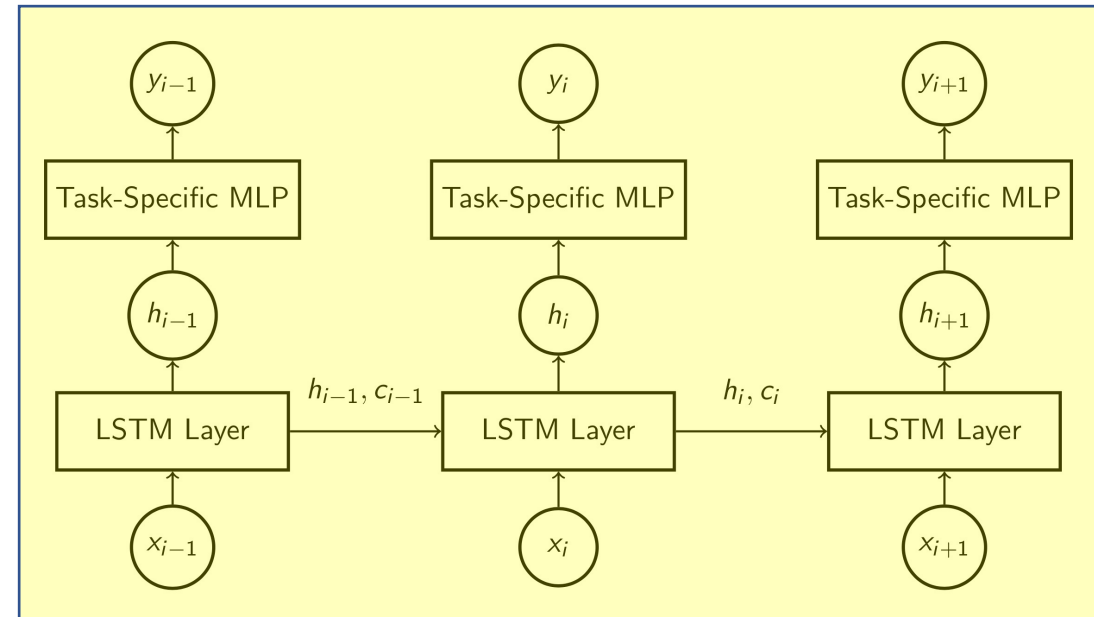 y_{i−1} y_i y_{i+1}
Task-Specific MLP Task-Specific MLP Task-Specific MLP
h_{i−1} h_i h_{i+1}
h_{i−1}, c_{i−1} h_i, c_i
LSTM Layer LSTM Layer LSTM Layer
x_{i−1} x_i x_{i+1}